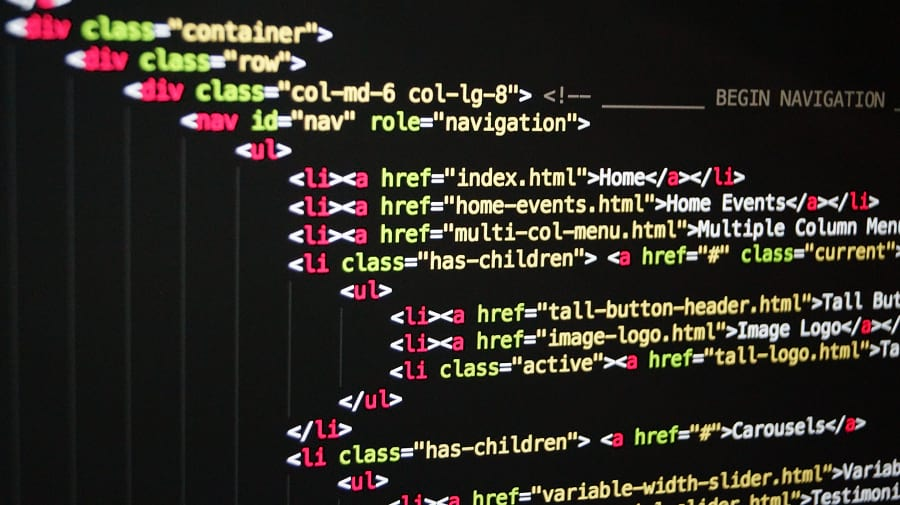 <div class="container">
<div class="row">
<div class="col-md-6 col-lg-8"> <!-- __________ BEGIN NAVIGATION _
<nav id="nav" role="navigation">
<ul>
<li><a href="index.html">Home</a></li>
<li><a href="home-events.html">Home Events</a></li>
<li><a href="multi-col-menu.html">Multiple Column Men
<li class="has-children"> <a href="#" class="current">
<ul>
<li><a href="tall-button-header.html">Tall But
<li><a href="image-logo.html">Image Logo</a></
<li class="active"><a href="tall-logo.html">Ta
</ul>
</li>
<li class="has-children"> <a href="#">Carousels</a>
<ul>
<li><a href="variable-width-slider.html">Variab
<li><a slider.html">Testimoni